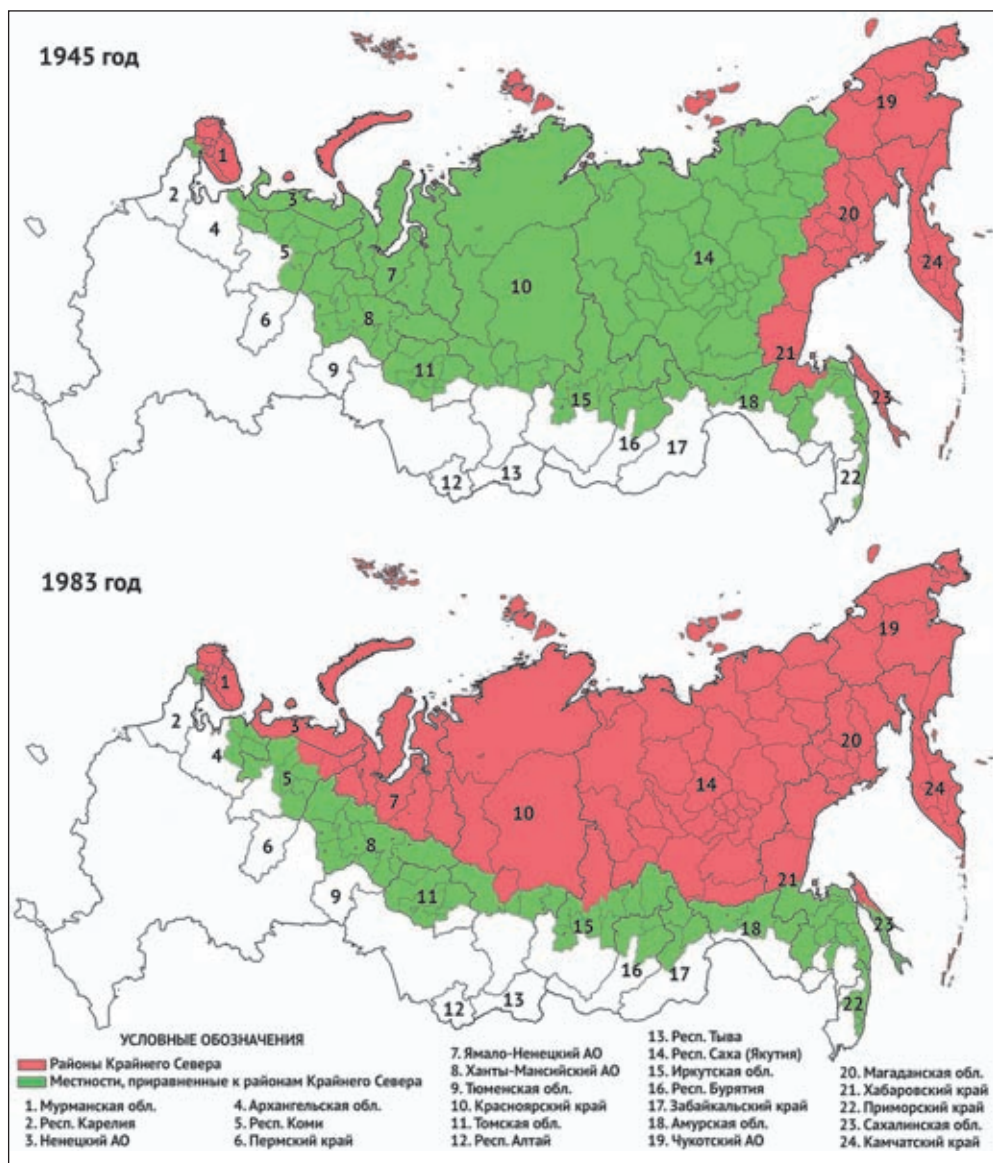 1945 год
19
1
2
3
4
20
14
5
7
24
10
6
8
21
9
11
23
15
18
16
17
13
12
22
1983 год
19
1
2
3
4
20
5
14
7
24
10
8
6
21
11
9
23
15
18
16
17
13
12
22
УСЛОВНЫЕ ОБОЗНАЧЕНИЯ
Районы Крайнего Севера
Местности, приравненные к районам Крайнего Севера
1. Мурманская обл.
2. Респ. Карелия
3. Ненецкий АО
4. Архангельская обл.
5. Респ. Коми
6. Пермский край
7. Ямало-Ненецкий АО
8. Ханты-Мансийский АО
9. Тюменская обл.
10. Красноярский край
11. Томская обл.
12. Респ. Алтай
13. Респ. Тыва
14. Респ. Саха (Якутия)
15. Иркутская обл.
16. Респ. Бурятия
17. Забайкальский край
18. Амурская обл.
19. Чукотский АО
20. Магаданская обл.
21. Хабаровский край
22. Приморский край
23. Сахалинская обл.
24. Камчатский край